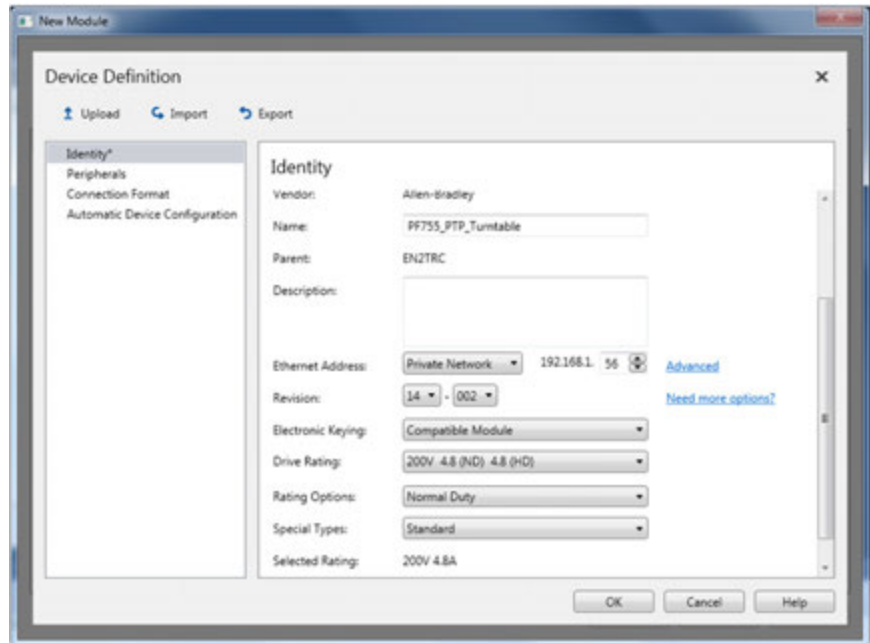 New Module
Device Definition
Upload Import Export
Identity*
Peripherals
Connection Format
Automatic Device Configuration
Identity
Vendor: Allen-Bradley
Name: PF755_PTP_Turntable
Parent: EN2TRC
Description:
Ethernet Address: Private Network 192.168.1. 56 Advanced
Revision: 14 - 002 Need more options?
Electronic Keying: Compatible Module
Drive Rating: 200V 4.8 (ND) 4.8 (HD)
Rating Options: Normal Duty
Special Types: Standard
Selected Rating: 200V 4.8A
OK Cancel Help